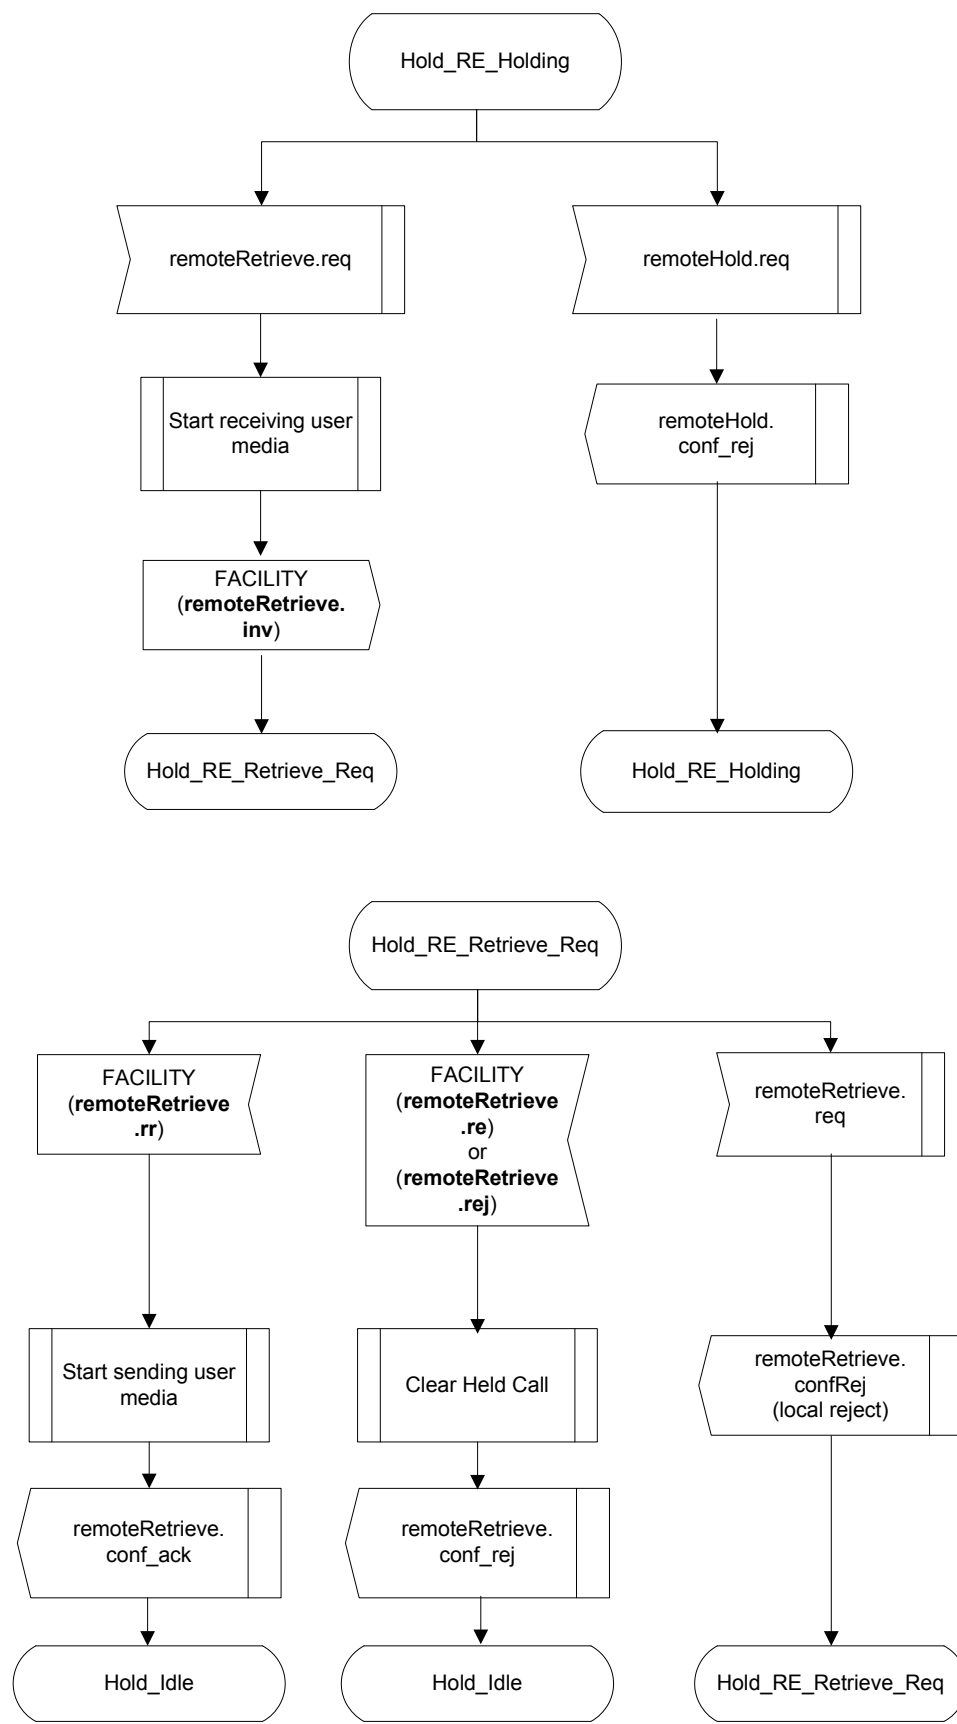 Hold_RE_Holding
remoteRetrieve.req
remoteHold.req
Start receiving user
media
remoteHold.
conf_rej
FACILITY
(remoteRetrieve.
inv)
Hold_RE_Retrieve_Req
Hold_RE_Holding
Hold_RE_Retrieve_Req
FACILITY
(remoteRetrieve
.rr)
FACILITY
(remoteRetrieve
.re)
or
(remoteRetrieve
.rej)
remoteRetrieve.
req
Start sending user
media
Clear Held Call
remoteRetrieve.
confRej
(local reject)
remoteRetrieve.
conf_ack
remoteRetrieve.
conf_rej
Hold_Idle
Hold_Idle
Hold_RE_Retrieve_Req